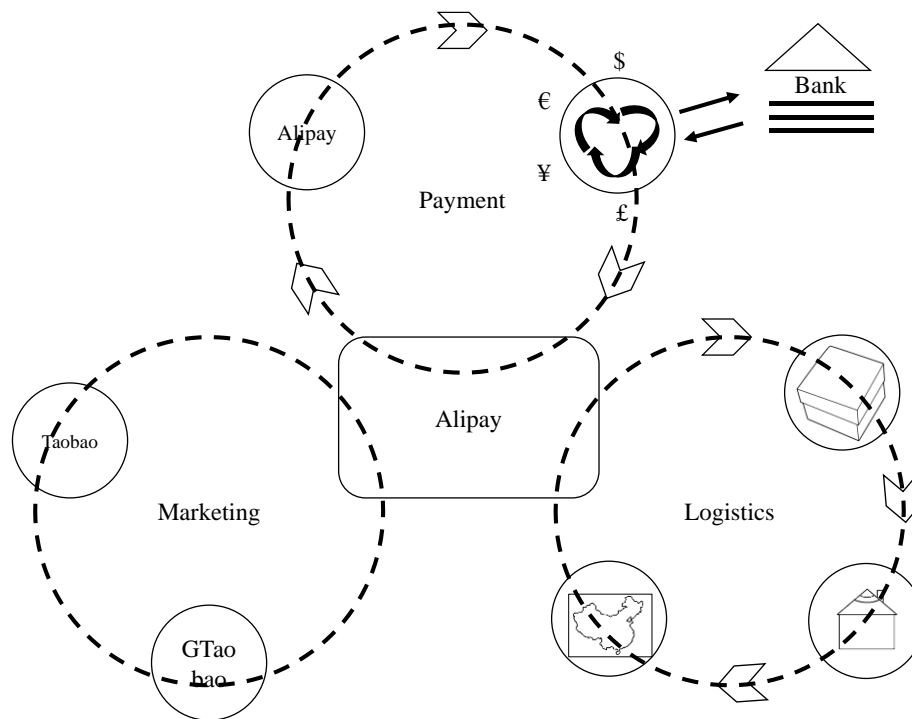 $
Bank
€
Alipay
¥
Payment
£
Alipay
Taobao
Marketing
Logistics
GTao
bao